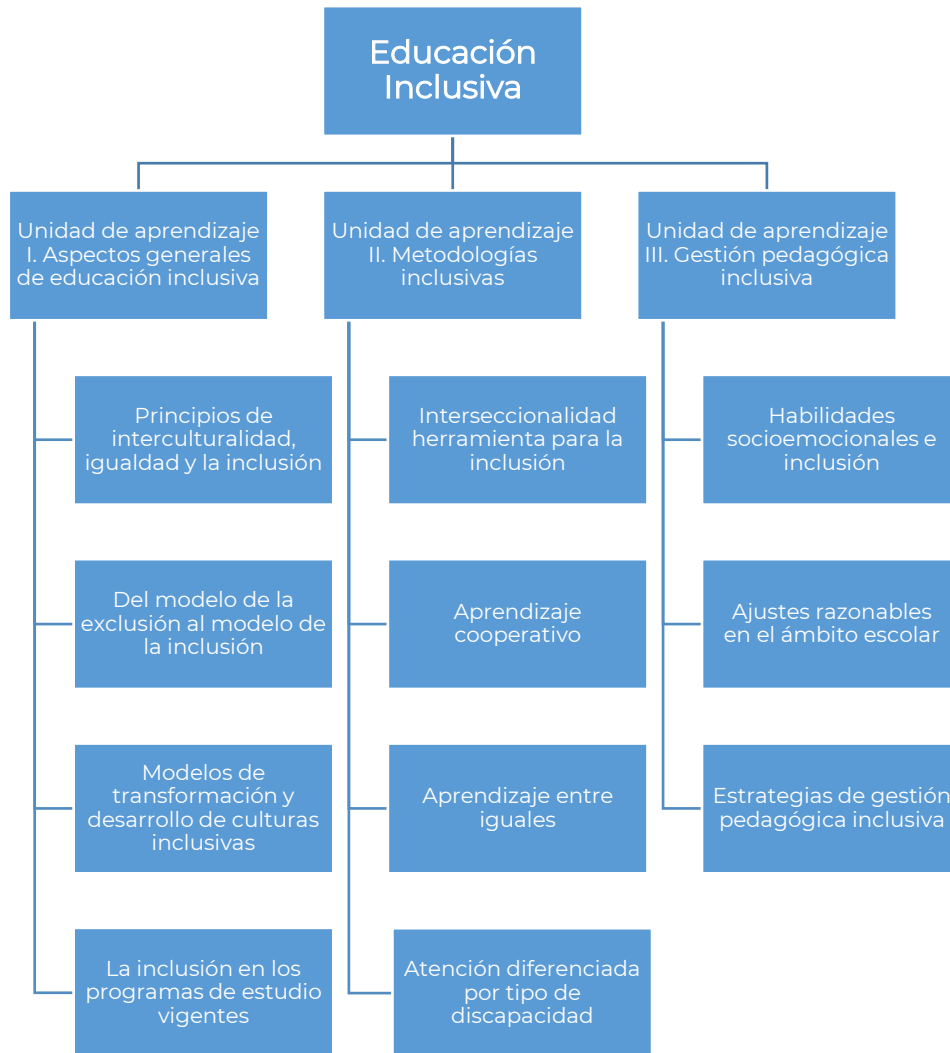 Educación
Inclusiva
Unidad de aprendizaje
I. Aspectos generales
de educación inclusiva
Principios de
interculturalidad,
igualdad y la inclusión
Del modelo de la
exclusión al modelo de
la inclusión
Modelos de
transformación y
desarrollo de culturas
inclusivas
La inclusión en los
programas de estudio
vigentes
Unidad de aprendizaje
II. Metodologías
inclusivas
Interseccionalidad
herramienta para la
inclusión
Aprendizaje
cooperativo
Aprendizaje entre
iguales
Atención diferenciada
por tipo de
discapacidad
Unidad de aprendizaje
III. Gestión pedagógica
inclusiva
Habilidades
socioemocionales e
inclusión
Ajustes razonables
en el ámbito escolar
Estrategias de gestión
pedagógica inclusiva